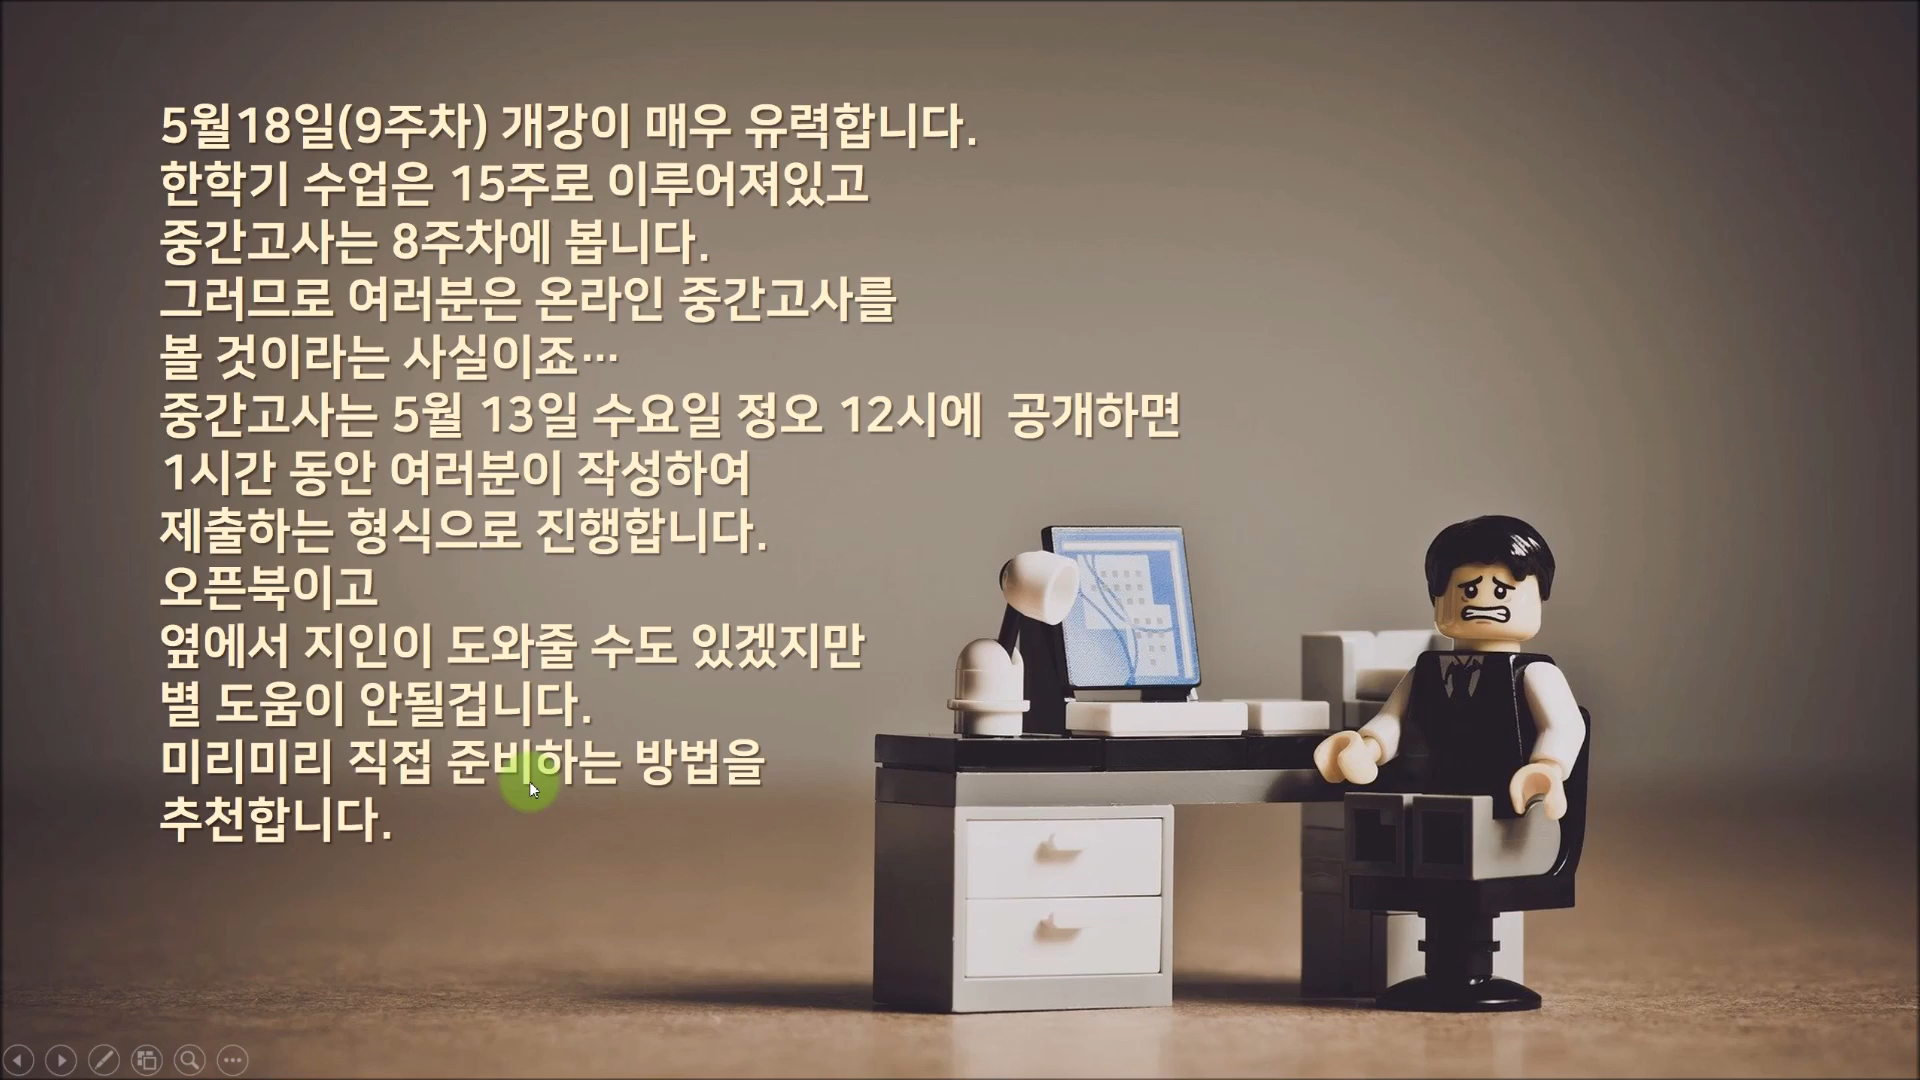 5월18일(9주차) 개강이 매우 유력합니다.
한학기 수업은 15주로 이루어져있고
중간고사는 8주차에 봅니다.
그러므로 여러분은 온라인 중간고사를
볼 것이라는 사실이죠…
중간고사는 5월 13일 수요일 정오 12시에  공개하면
1시간 동안 여러분이 작성하여
제출하는 형식으로 진행합니다.
오픈북이고
옆에서 지인이 도와줄 수도 있겠지만
별 도움이 안될겁니다.
미리미리 직접 준비하는 방법을
추천합니다.